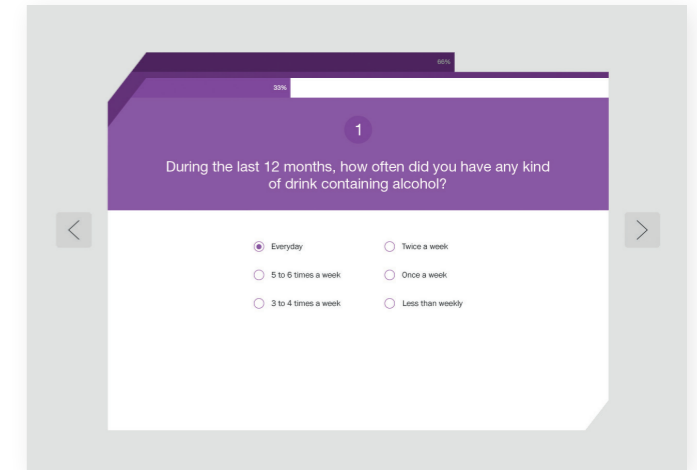 66%
33%
1
During the last 12 months, how often did you have any kind
of drink containing alcohol?
Everyday
Twice a week
5 to 6 times a week
Once a week
3 to 4 times a week
Less than weekly